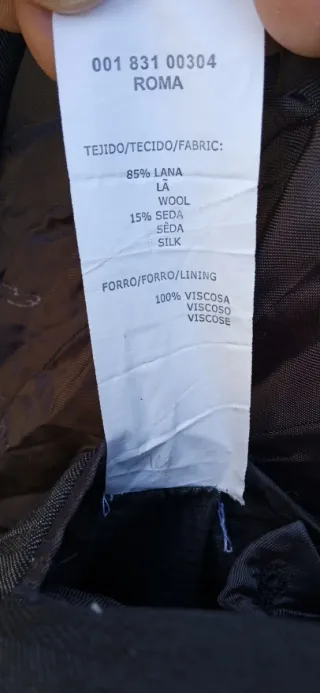 001 831 00304
ROMA
TEJIDO/TECIDO/FABRIC:
85% LANA
LÃ
WOOL
15% SEDA
SÊDA
SILK
FORRO/FORRO/LINING
100% VISCOSA
VISCOSO
VISCOSE